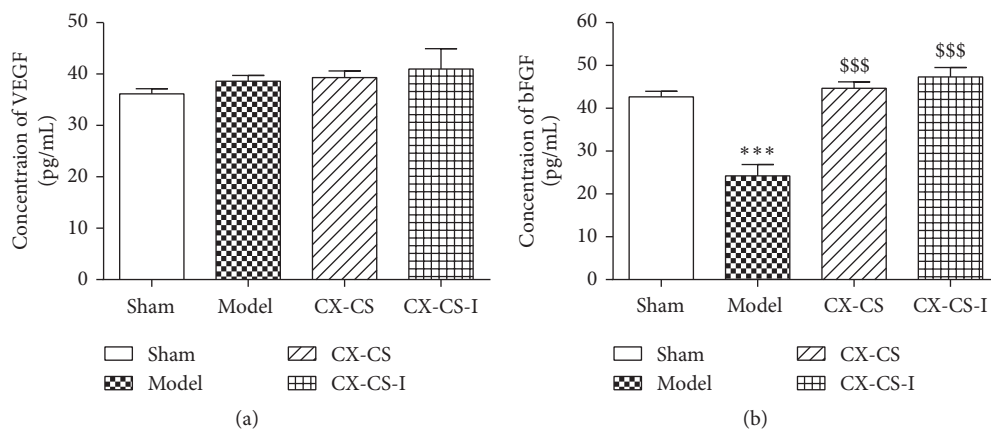 50
40
30
20
10
0
Concentraion of VEGF
(pg/mL)
Sham
Model
CX-CS
CX-CS-I
Sham
Model
CX-CS
CX-CS-I
(a)
60
50
40
30
20
10
0
Concentraion of bFGF
(pg/mL)
***
$$$
$$$
Sham
Model
CX-CS
CX-CS-I
Sham
Model
CX-CS
CX-CS-I
(b)